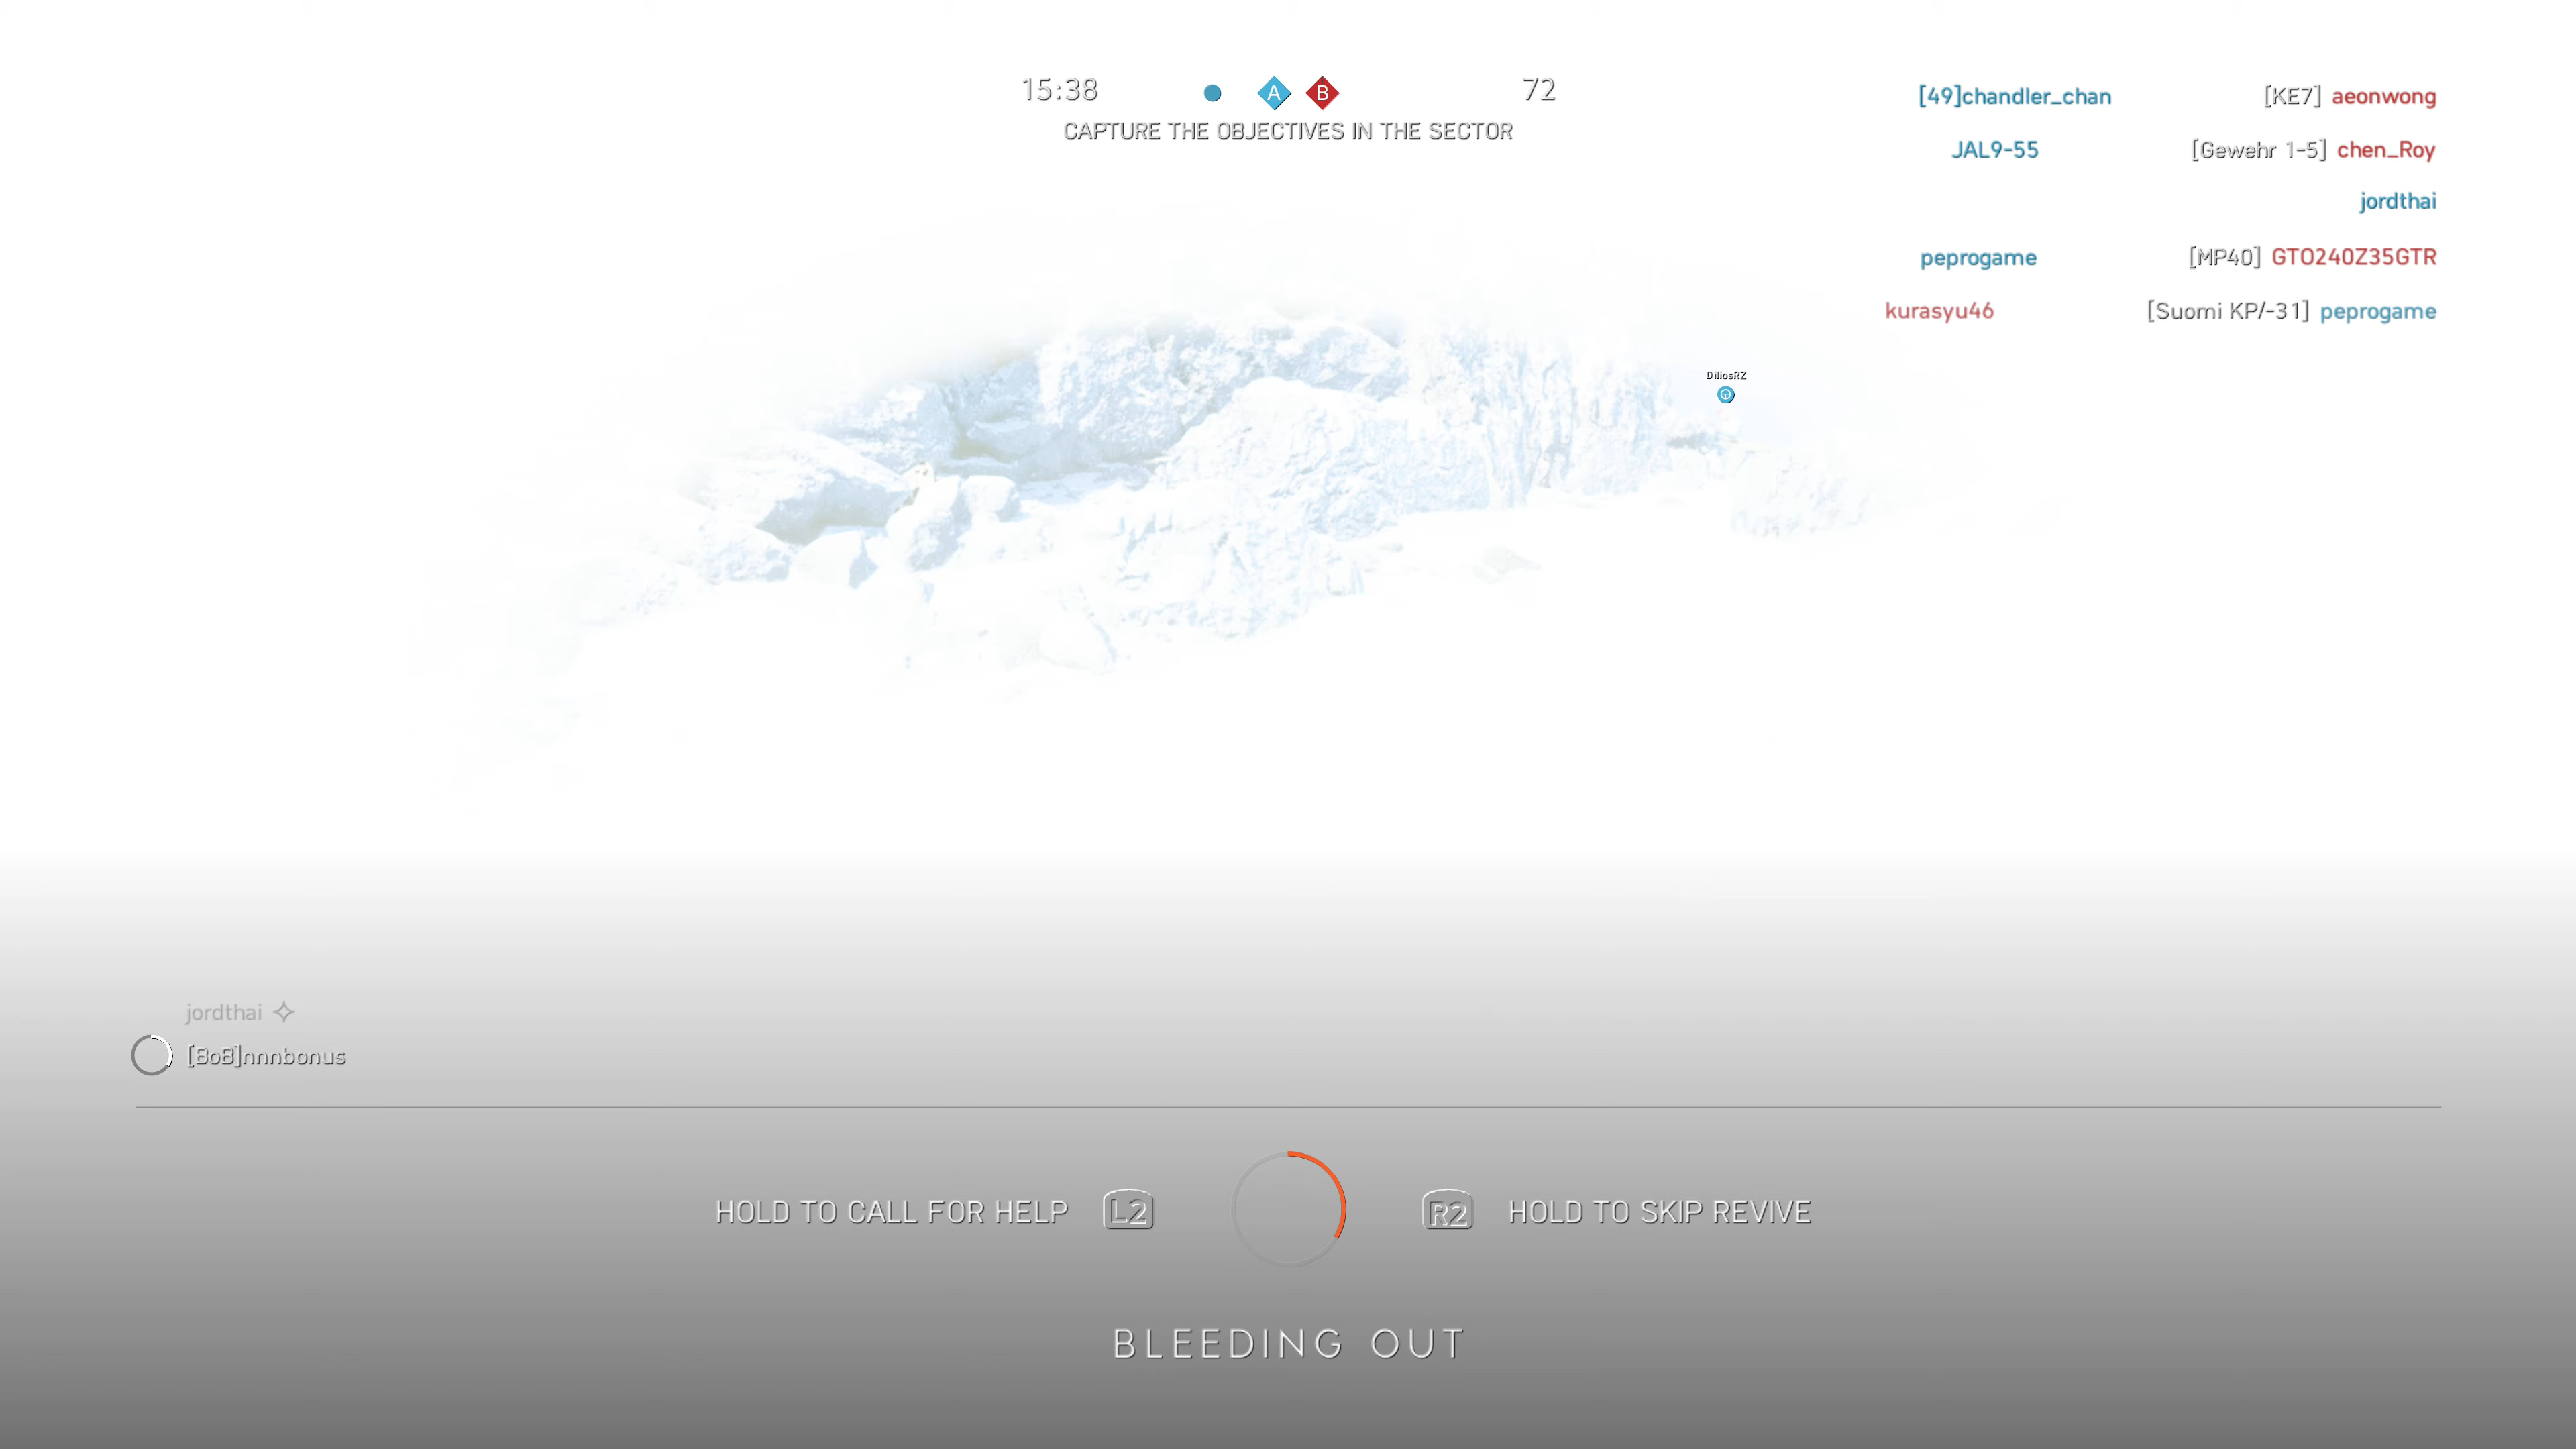 15:38 A B 72
CAPTURE THE OBJECTIVES IN THE SECTOR
[49]chandler_chan [KE7] aeonwong
JAL9-55 [Gewehr 1-5] chen_Roy
jordthai
peprogame [MP40] GTO240Z35GTR
kurasyu46 [Suomi KP/-31] peprogame
DiliosRZ
jordthai
[BoB]nnnbonus
HOLD TO CALL FOR HELP L2 R2 HOLD TO SKIP REVIVE
BLEEDING OUT